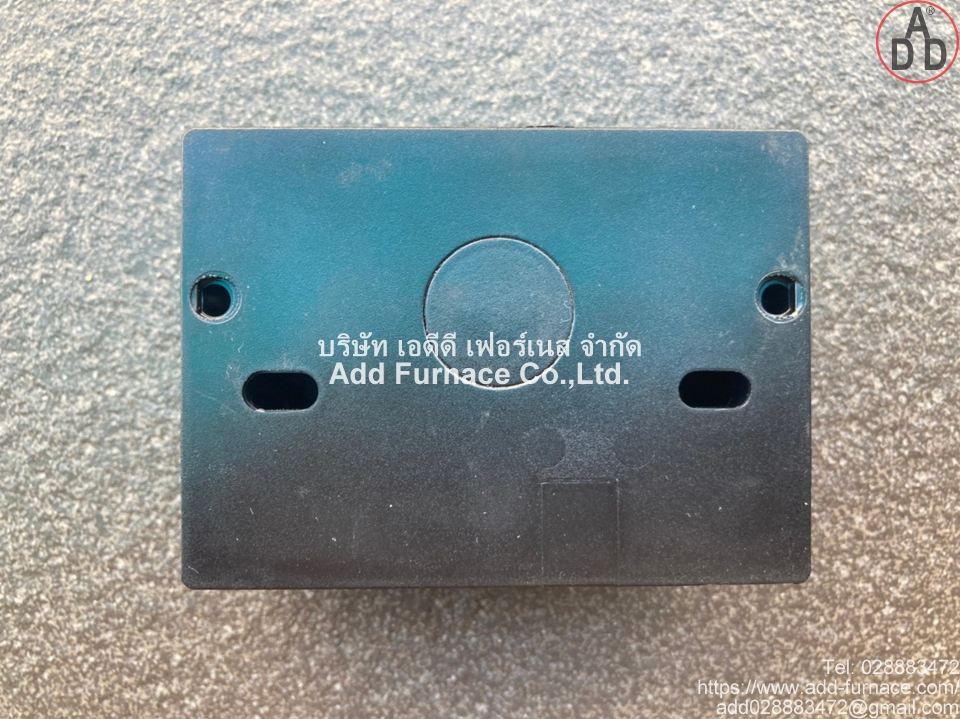 ADD®
บริษัท เอดีดี เฟอร์เนส จำกัด
Add Furnace Co.,Ltd.
Tel: 028883472
https://www.add-furnace.com/
add028883472@gmail.com